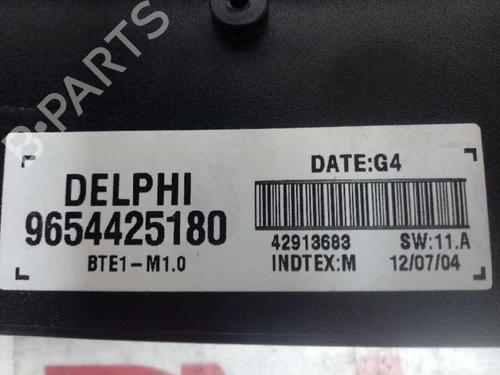 B-PARTS
DELPHI
9654425180
BTE1-M1.0
DATE:G4
42913683 SW:11.A
INDTEX:M 12/07/04